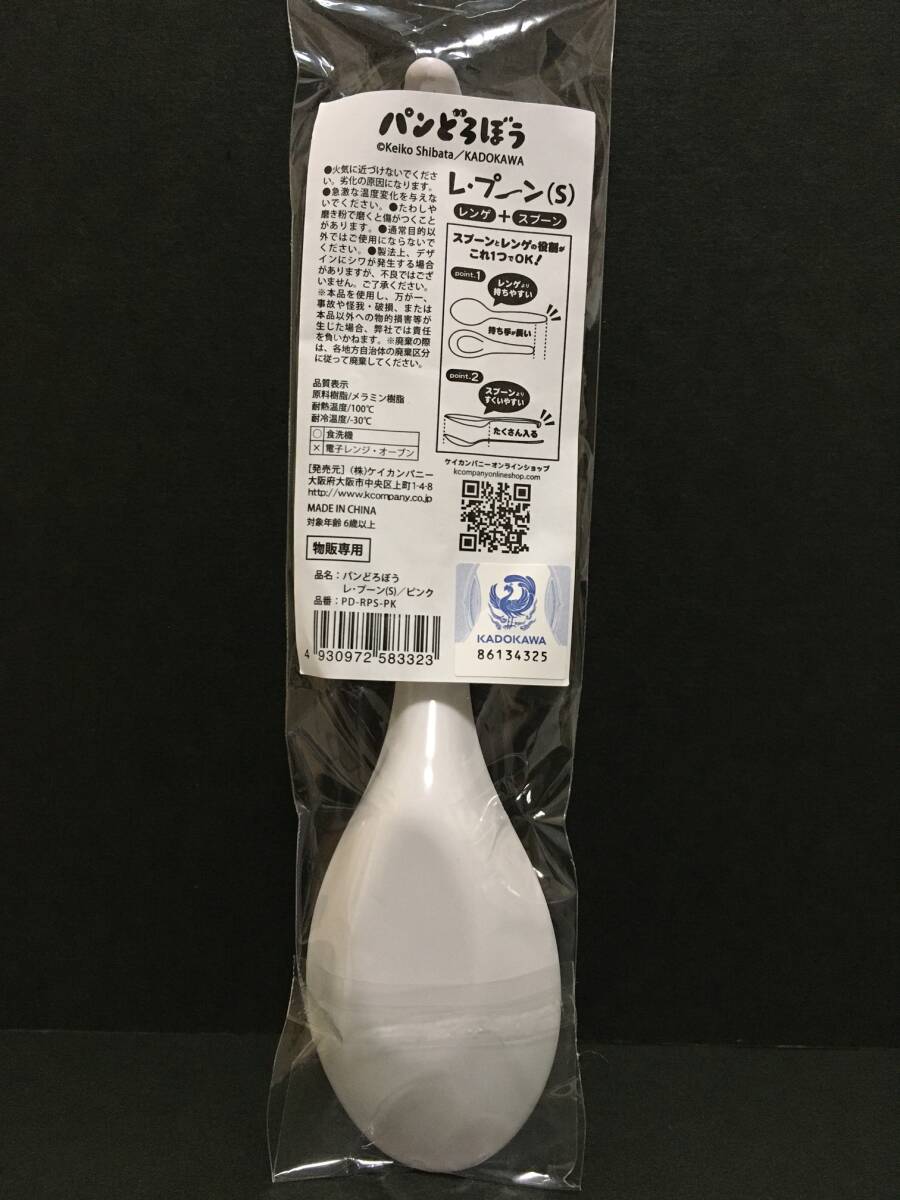 パンどろぼう
©Keiko Shibata／KADOKAWA
●火気に近づけないでくださ
い。劣化の原因になります。
●急激な温度変化を与えな
いでください。●たわしや
磨き粉で磨くと傷がつくこと
があります。●通常目的以
外ではご使用にならないで
ください。●製法上、デザ
インにシワが発生する場合
がありますが、不良ではござ
いません。ご了承ください。
※本品を使用し、万が一、
事故や怪我・破損、または
本品以外への物的損害等が
生じた場合、弊社では責任
を負いかねます。※廃棄の際
は、各地方自治体の廃棄区分
に従って廃棄してください。
品質表示
原料樹脂/メラミン樹脂
耐熱温度/100℃
耐冷温度/-30℃
○ 食洗機
× 電子レンジ・オーブン
[発売元]（株）ケイカンパニー
大阪府大阪市中央区上町1-4-8
http://www.kcompany.co.jp
MADE IN CHINA
対象年齢 6歳以上
物販専用
品名：パンどろぼう
レ・プーン(S)／ピンク
品番：PD-RPS-PK
4 930972 583323
レ・プーン(S)
レンゲ + スプーン
スプーンとレンゲの役割が
これ1つでOK!
point.1
レンゲより
持ちやすい
持ち手が長い
point.2
スプーンより
すくいやすい
たくさん入る
ケイカンパニーオンラインショップ
kcompanyonlineshop.com
KADOKAWA
86134325